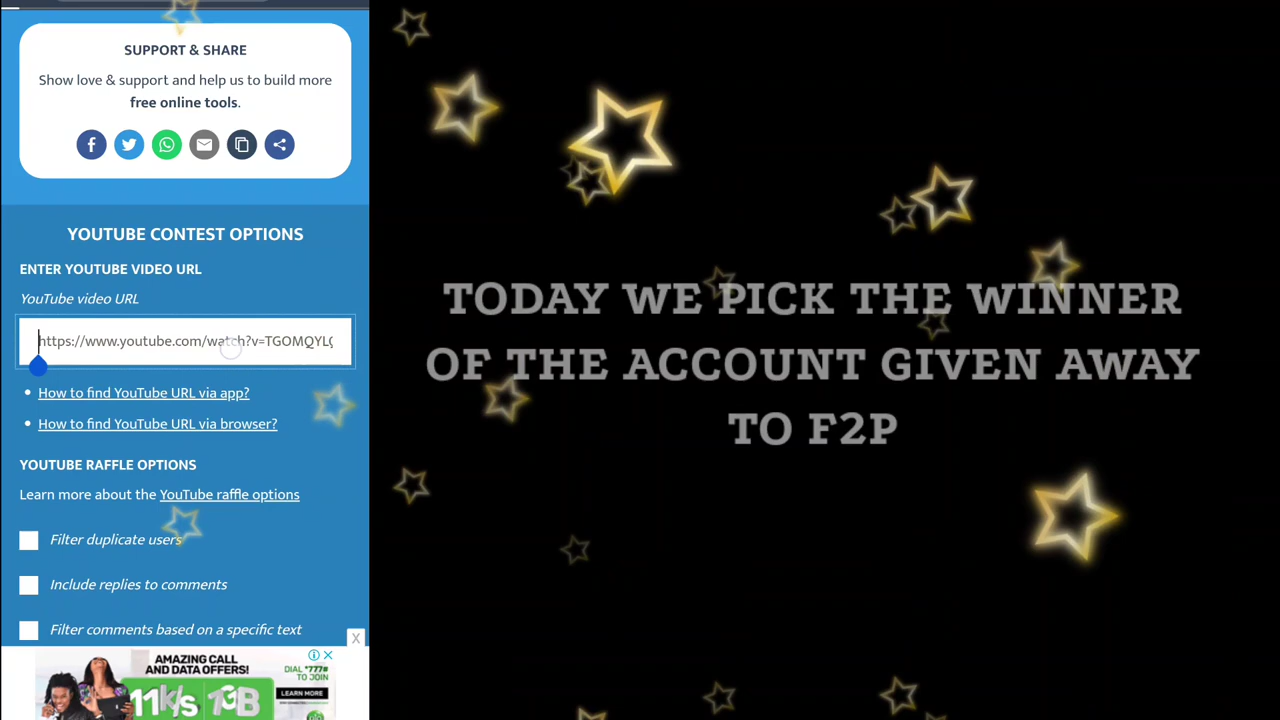 SUPPORT & SHARE
Show love & support and help us to build more
free online tools.
YOUTUBE CONTEST OPTIONS
ENTER YOUTUBE VIDEO URL
YouTube video URL
https://www.youtube.com/watch?v=TGOMQYL
How to find YouTube URL via app?
How to find YouTube URL via browser?
YOUTUBE RAFFLE OPTIONS
Learn more about the YouTube raffle options
Filter duplicate users
Include replies to comments
Filter comments based on a specific text
X
AMAZING CALL
AND DATA OFFERS!
11K/s
1GB
DIAL *777#
TO JOIN
LEARN MORE
TODAY WE PICK THE WINNER
OF THE ACCOUNT GIVEN AWAY
TO F2P